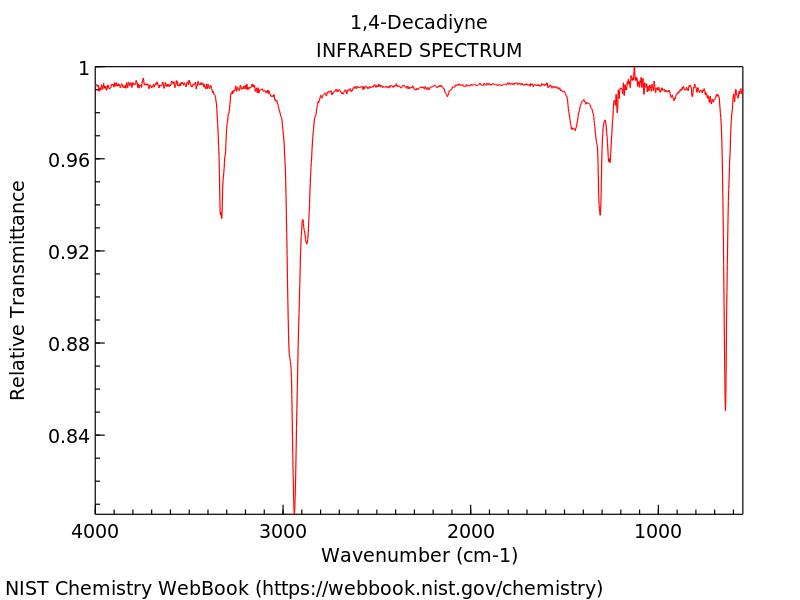 1,4-Decadiyne
INFRARED SPECTRUM
1
0.96
0.92
0.88
0.84
Relative Transmittance
4000 3000 2000 1000
Wavenumber (cm-1)
NIST Chemistry WebBook (https://webbook.nist.gov/chemistry)